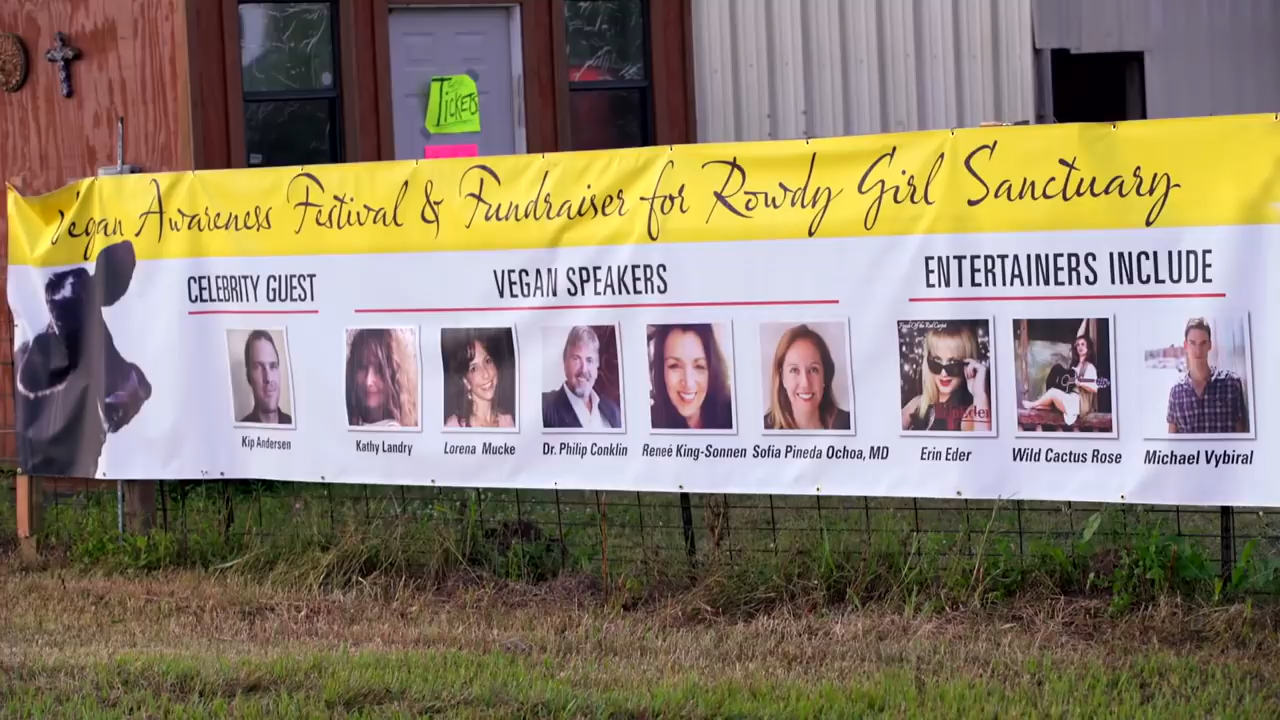 TICKETS
Vegan Awareness Festival & Fundraiser for Rowdy Girl Sanctuary
CELEBRITY GUEST
VEGAN SPEAKERS
ENTERTAINERS INCLUDE
Kip Andersen
Kathy Landry
Lorena Mucke
Dr. Philip Conklin
Reneé King-Sonnen
Sofia Pineda Ochoa, MD
Erin Eder
Wild Cactus Rose
Michael Vybiral